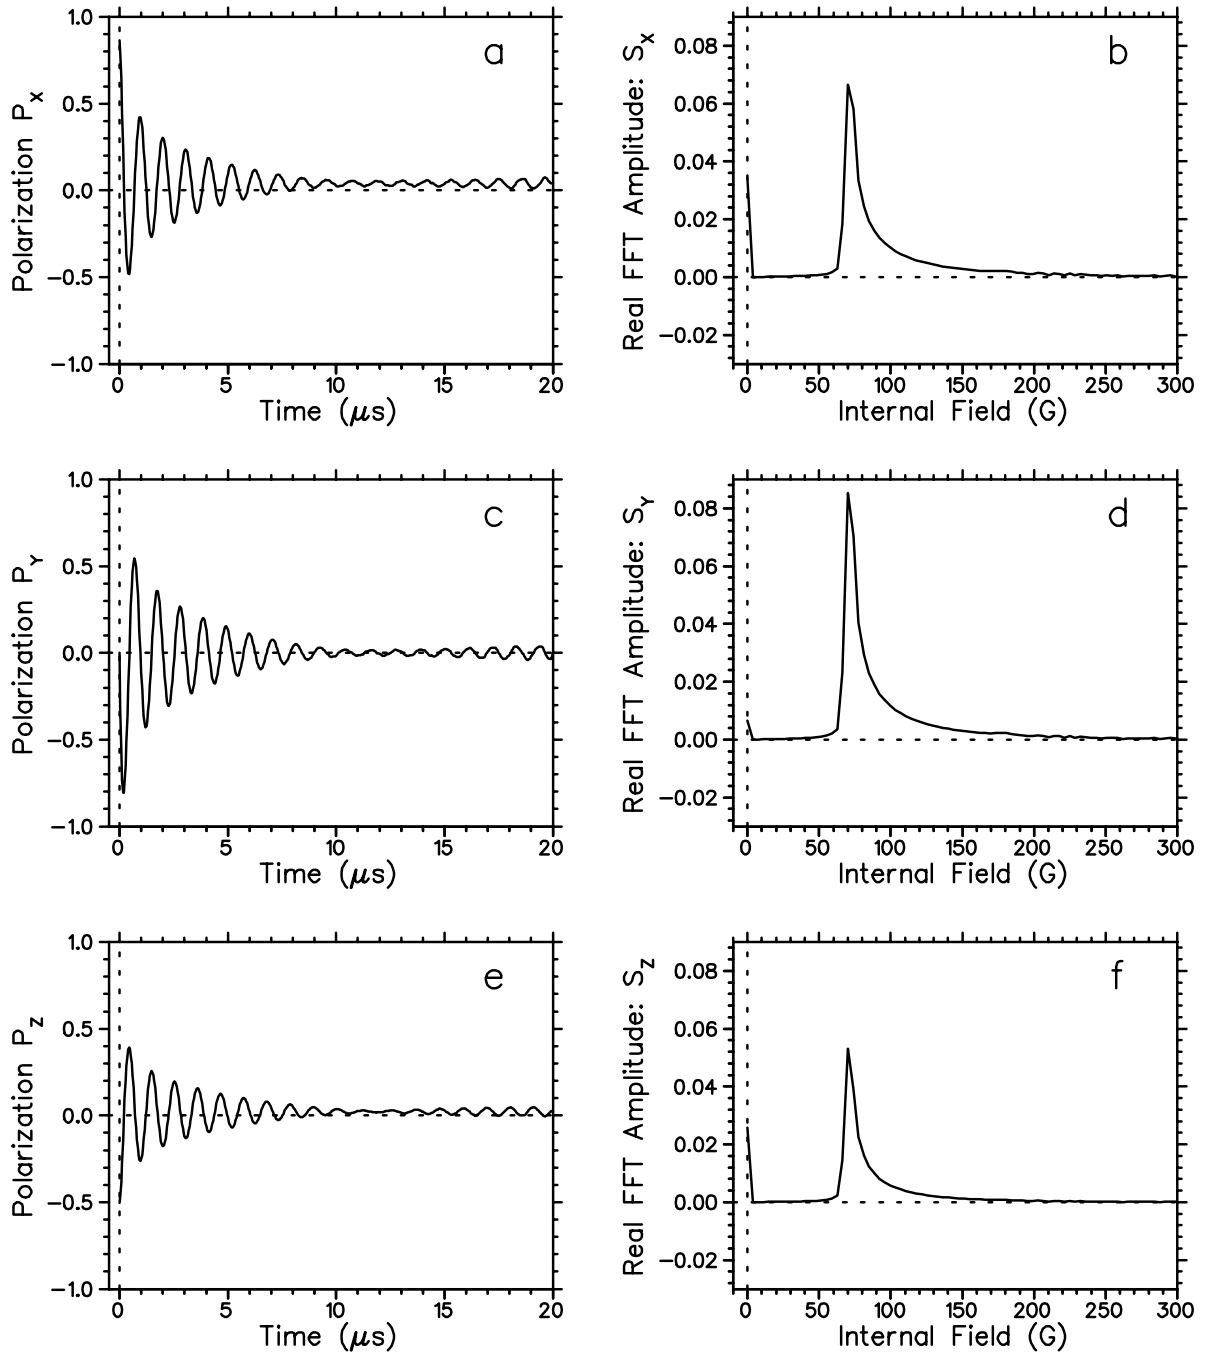 a
1.0
0.5
0.0
−0.5
−1.0
Polarization P_X
0 5 10 15 20
Time (μs)
b
0.08
0.06
0.04
0.02
0.00
−0.02
Real FFT Amplitude: S_X
0 50 100 150 200 250 300
Internal Field (G)
c
1.0
0.5
0.0
−0.5
−1.0
Polarization P_Y
0 5 10 15 20
Time (μs)
d
0.08
0.06
0.04
0.02
0.00
−0.02
Real FFT Amplitude: S_Y
0 50 100 150 200 250 300
Internal Field (G)
e
1.0
0.5
0.0
−0.5
−1.0
Polarization P_Z
0 5 10 15 20
Time (μs)
f
0.08
0.06
0.04
0.02
0.00
−0.02
Real FFT Amplitude: S_Z
0 50 100 150 200 250 300
Internal Field (G)